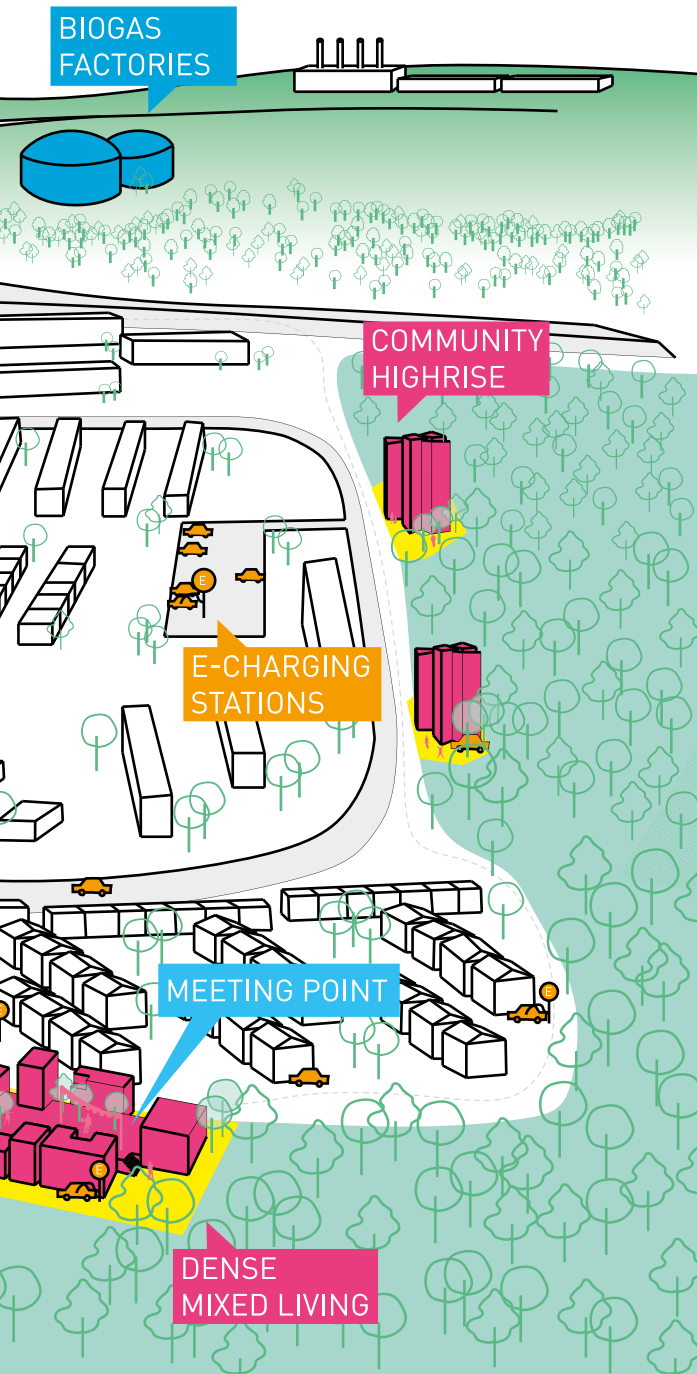 BIOGAS
FACTORIES
COMMUNITY
HIGHRISE
E
E-CHARGING
STATIONS
MEETING POINT
E
E
E
DENSE
MIXED LIVING